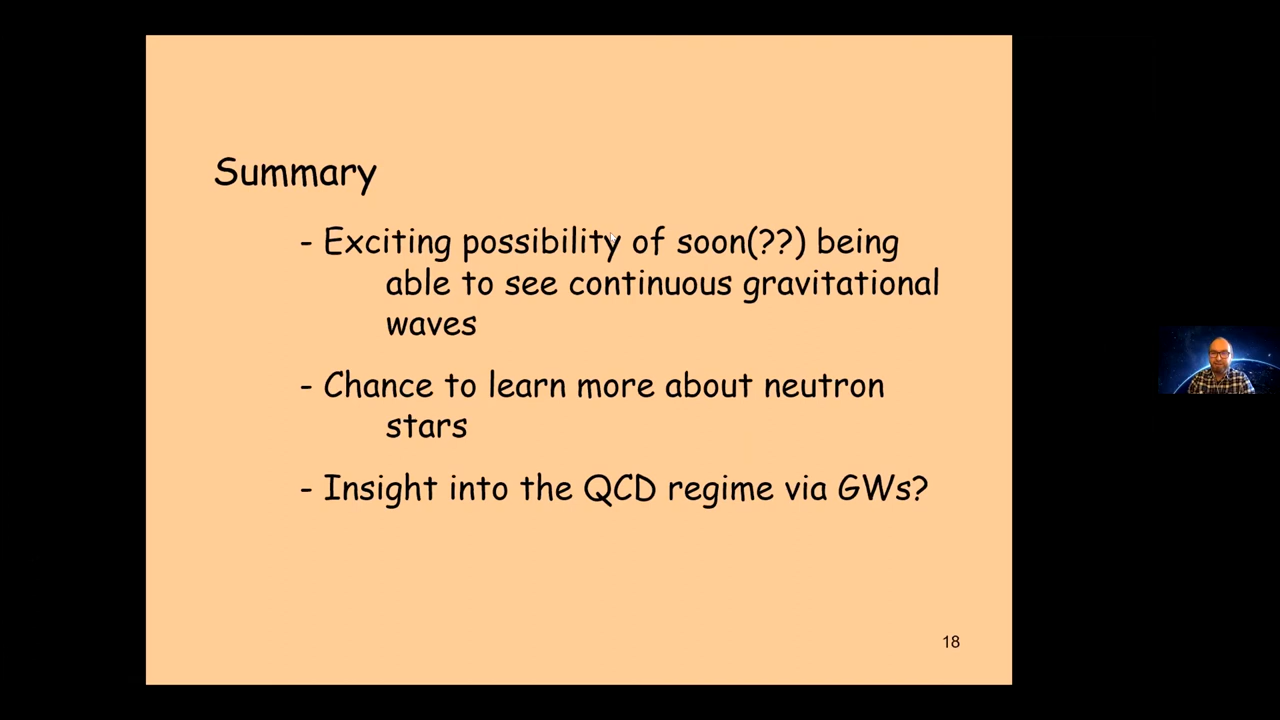 Summary
- Exciting possibility of soon(??) being
able to see continuous gravitational
waves
- Chance to learn more about neutron
stars
- Insight into the QCD regime via GWs?
18